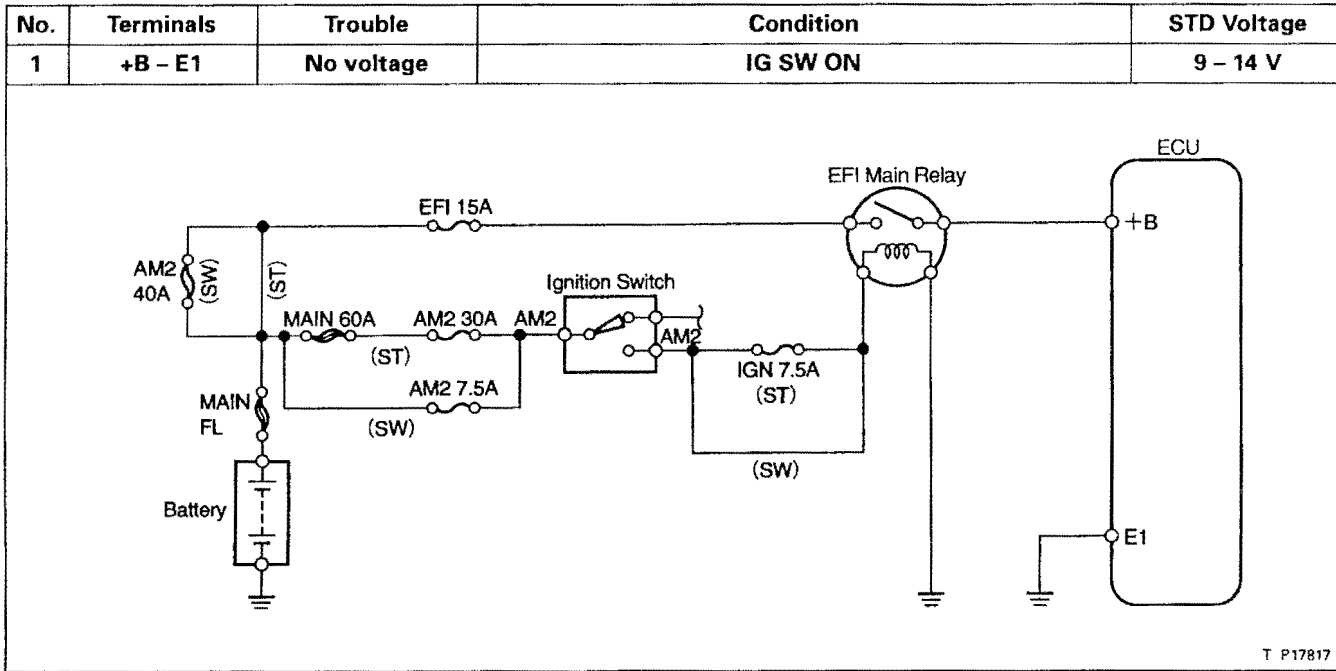 No. Terminals Trouble Condition STD Voltage
1 +B – E1 No voltage IG SW ON 9 – 14 V
ECU
EFI Main Relay
EFI 15A
+B
AM2
40A
(SW)
(ST)
Ignition Switch
MAIN 60A AM2 30A AM2
AM2
(ST)
IGN 7.5A
(ST)
AM2 7.5A
MAIN
FL
(SW)
(SW)
Battery
E1
T P17817